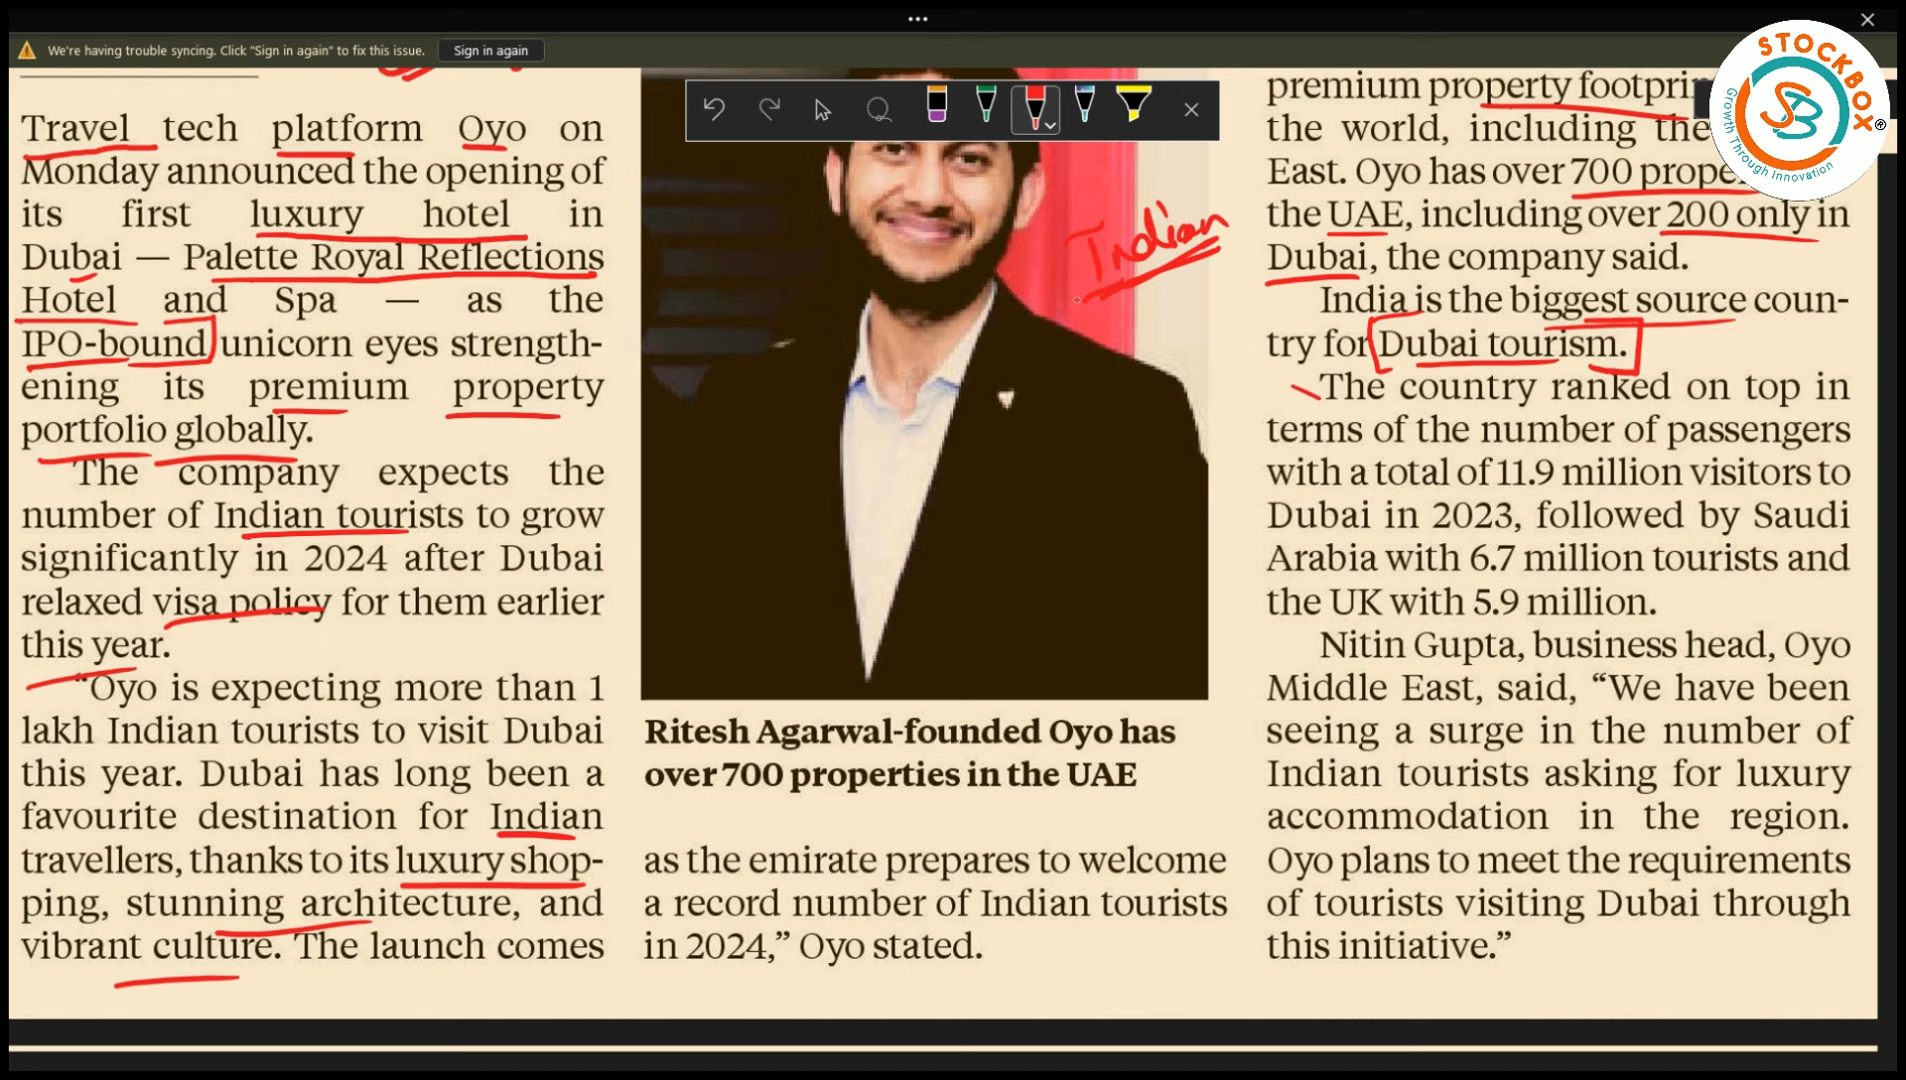 We're having trouble syncing. Click "Sign in again" to fix this issue.
Sign in again
STOCKBOX
Growth Through Innovation
®
Travel tech platform Oyo on
Monday announced the opening of
its first luxury hotel in
Dubai — Palette Royal Reflections
Hotel and Spa — as the
IPO-bound unicorn eyes strength-
ening its premium property
portfolio globally.
The company expects the
number of Indian tourists to grow
significantly in 2024 after Dubai
relaxed visa policy for them earlier
this year.
“Oyo is expecting more than 1
lakh Indian tourists to visit Dubai
this year. Dubai has long been a
favourite destination for Indian
travellers, thanks to its luxury shop-
ping, stunning architecture, and
vibrant culture. The launch comes
Indian
Ritesh Agarwal-founded Oyo has
over 700 properties in the UAE
as the emirate prepares to welcome
a record number of Indian tourists
in 2024,” Oyo stated.
premium property
the world, including the
East. Oyo has over 700
the UAE, including over 200 only in
Dubai, the company said.
India is the biggest source coun-
try for Dubai tourism.
The country ranked on top in
terms of the number of passengers
with a total of 11.9 million visitors to
Dubai in 2023, followed by Saudi
Arabia with 6.7 million tourists and
the UK with 5.9 million.
Nitin Gupta, business head, Oyo
Middle East, said, “We have been
seeing a surge in the number of
Indian tourists asking for luxury
accommodation in the region.
Oyo plans to meet the requirements
of tourists visiting Dubai through
this initiative.”